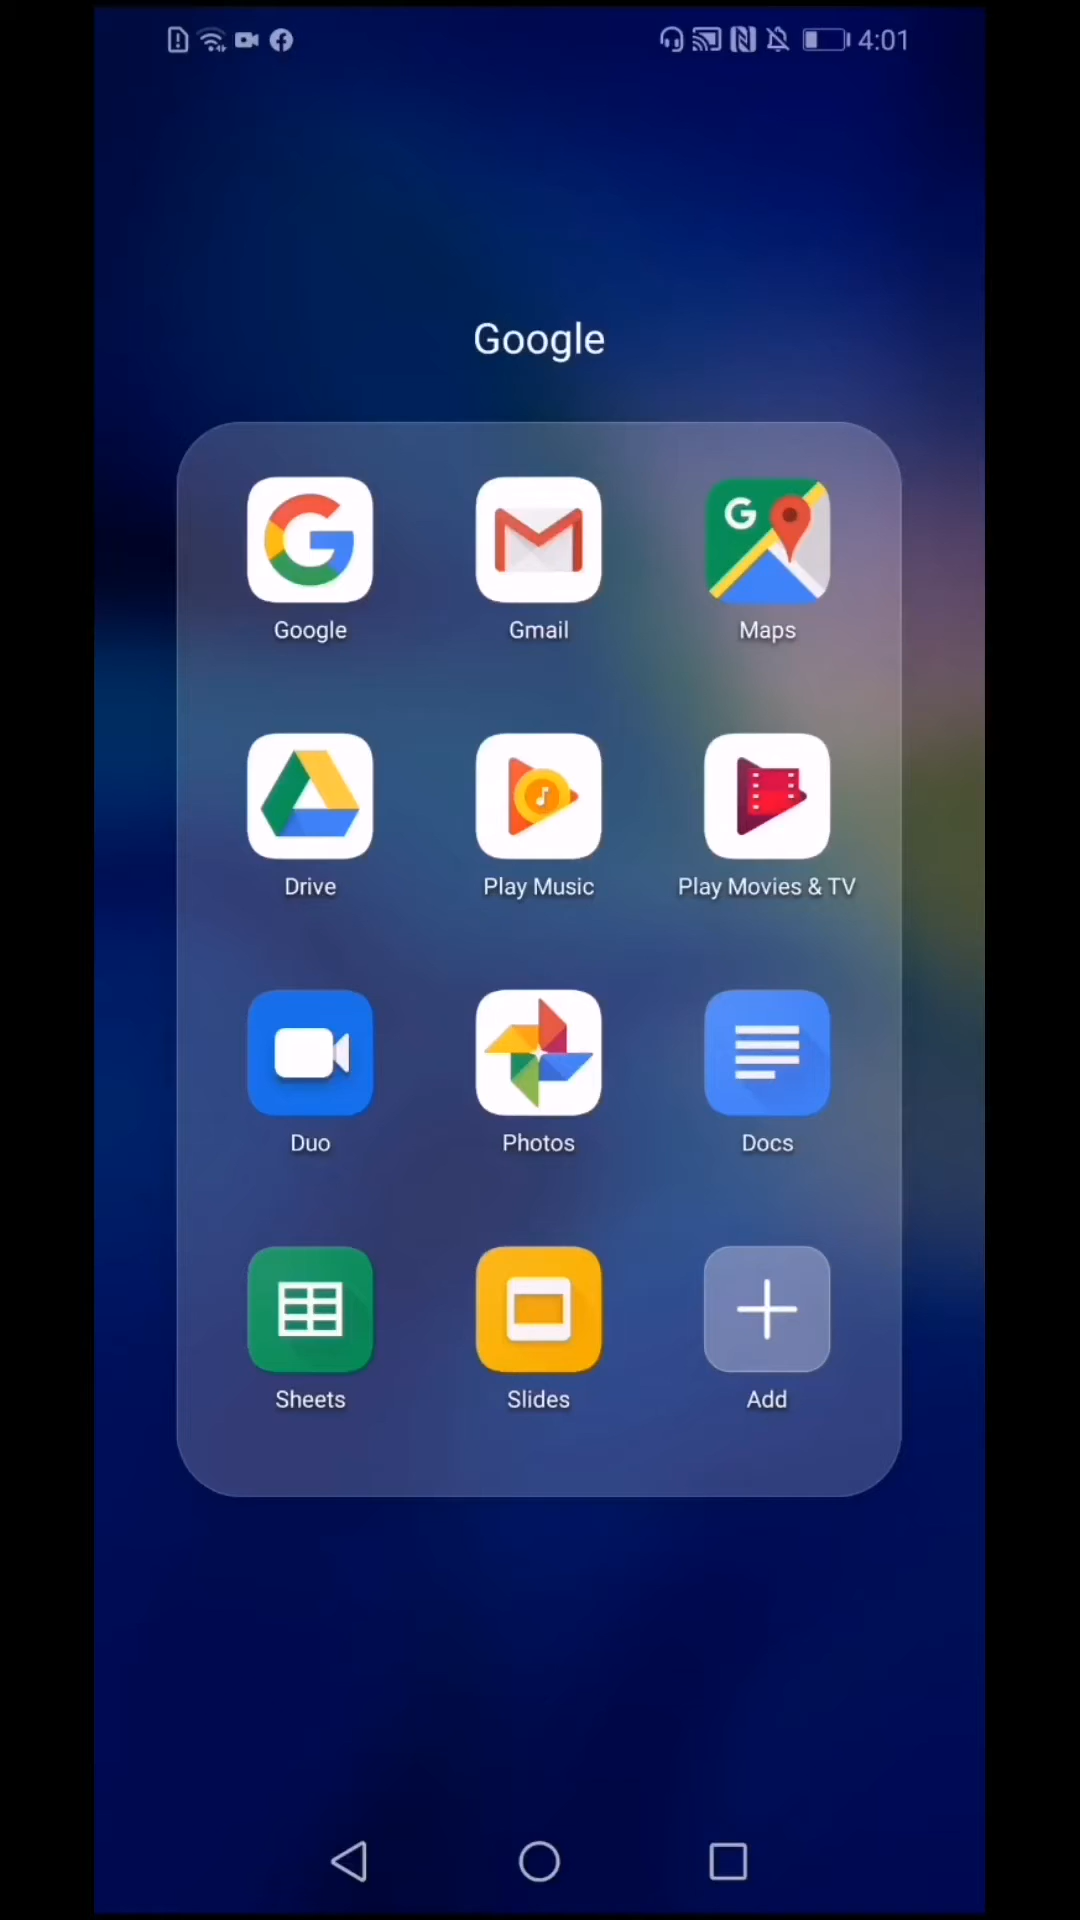 4:01
Google
Google Gmail Maps
Drive Play Music Play Movies & TV
Duo Photos Docs
Sheets Slides Add